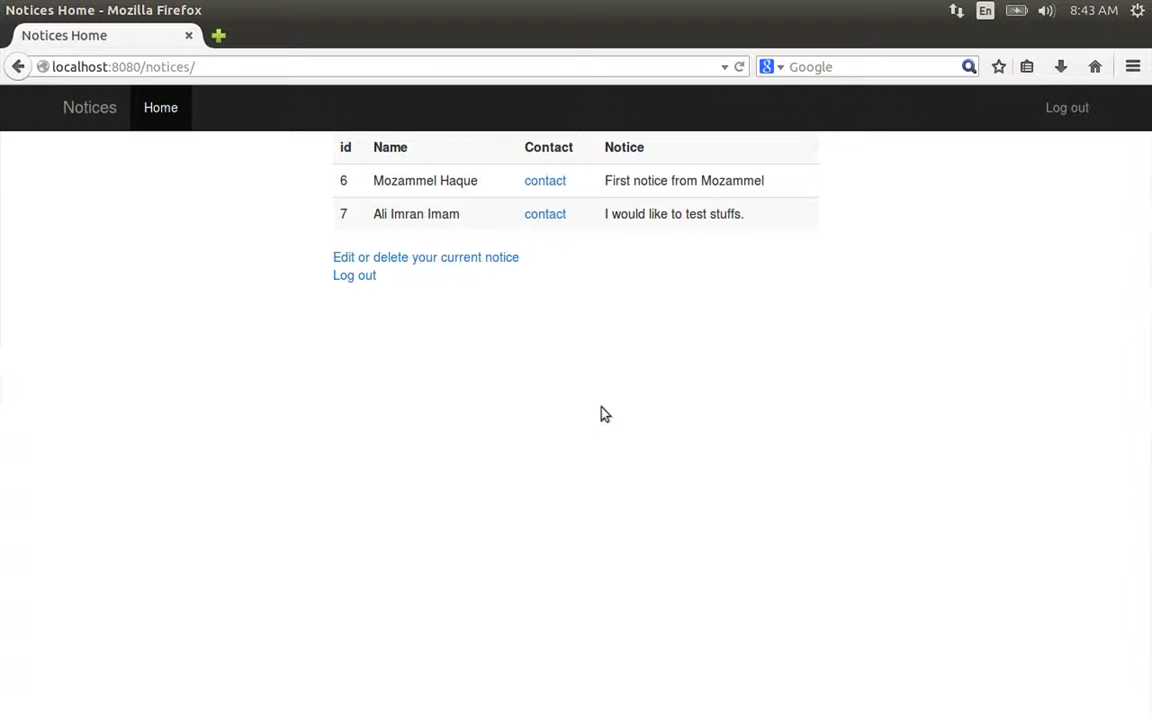 Notices Home - Mozilla Firefox En 8:43 AM
Notices Home
localhost:8080/notices/ Google
Notices Home Log out
id Name Contact Notice
6 Mozammel Haque contact First notice from Mozammel
7 Ali Imran Imam contact I would like to test stuffs.
Edit or delete your current notice
Log out